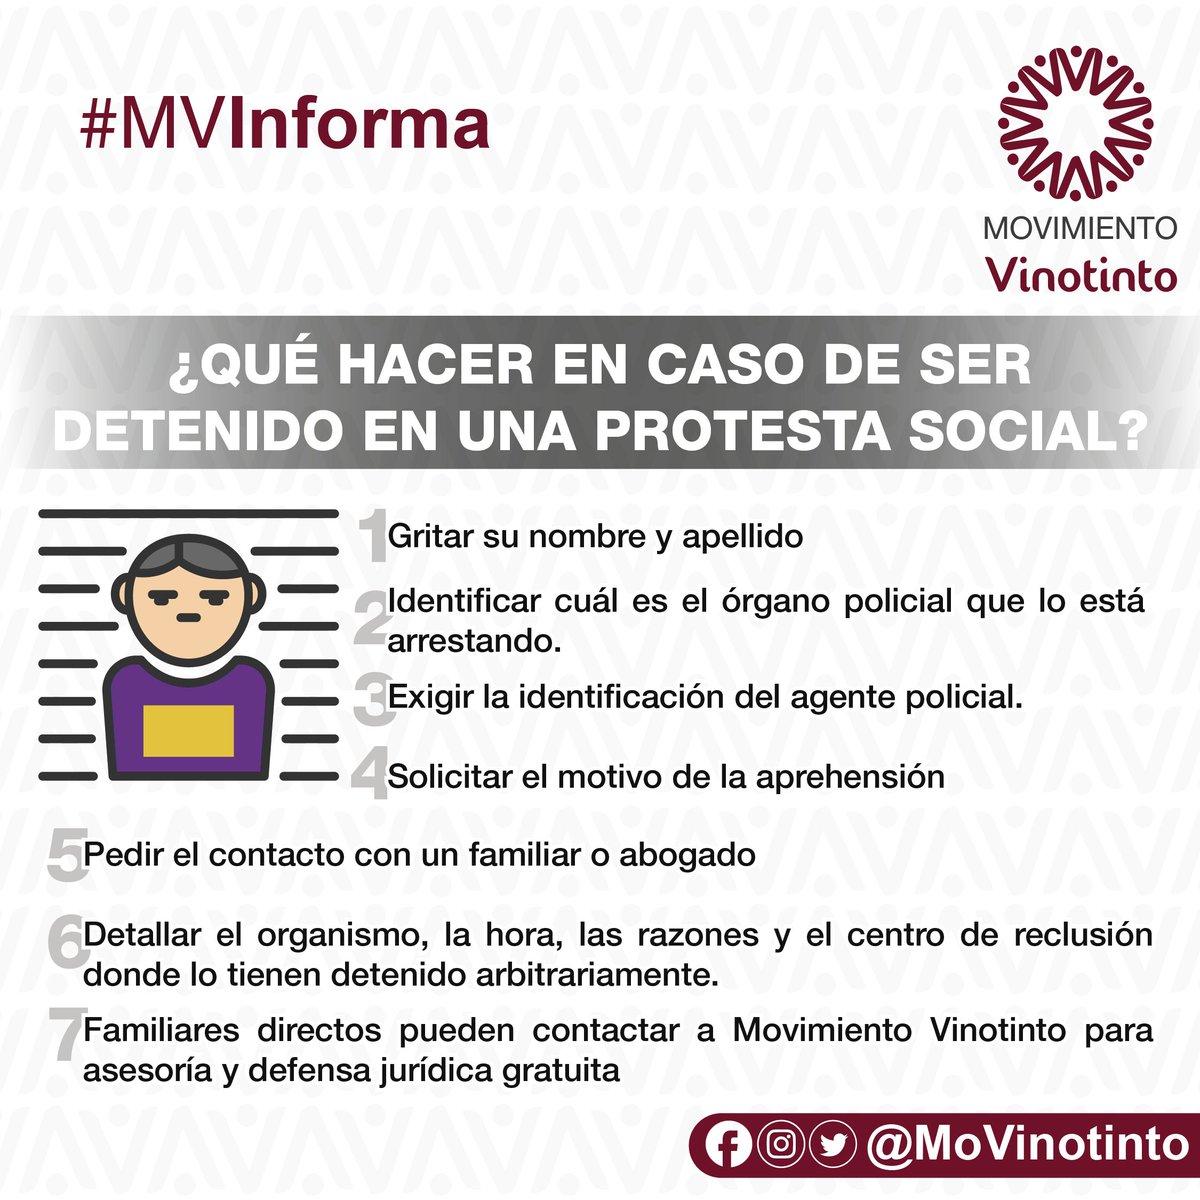 #MVInforma
MOVIMIENTO
Vinotinto
¿QUÉ HACER EN CASO DE SER
DETENIDO EN UNA PROTESTA SOCIAL?
1 Gritar su nombre y apellido
2 Identificar cuál es el órgano policial que lo está
arrestando.
3 Exigir la identificación del agente policial.
4 Solicitar el motivo de la aprehensión
5 Pedir el contacto con un familiar o abogado
6 Detallar el organismo, la hora, las razones y el centro de reclusión
donde lo tienen detenido arbitrariamente.
7 Familiares directos pueden contactar a Movimiento Vinotinto para
asesoría y defensa jurídica gratuita
@MoVinotinto